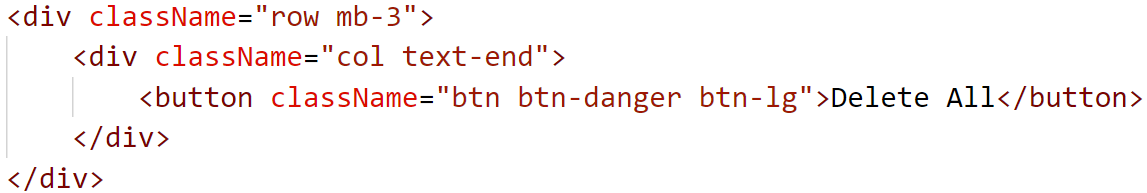 <div className="row mb-3">
    <div className="col text-end">
        <button className="btn btn-danger btn-lg">Delete All</button>
    </div>
</div>